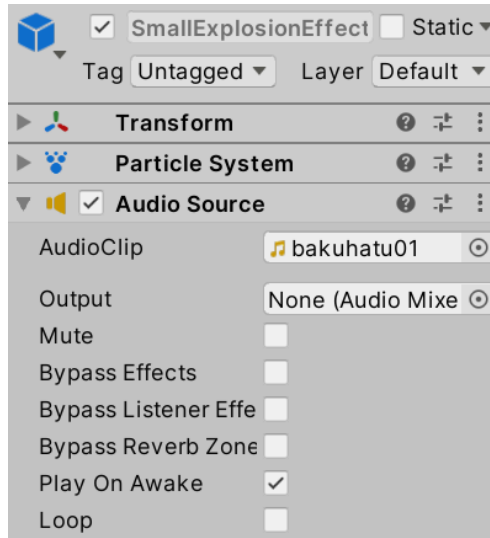 SmallExplosionEffect Static
Tag Untagged Layer Default
Transform
Particle System
Audio Source
AudioClip bakuhatu01
Output None (Audio Mixe
Mute
Bypass Effects
Bypass Listener Effe
Bypass Reverb Zone
Play On Awake
Loop